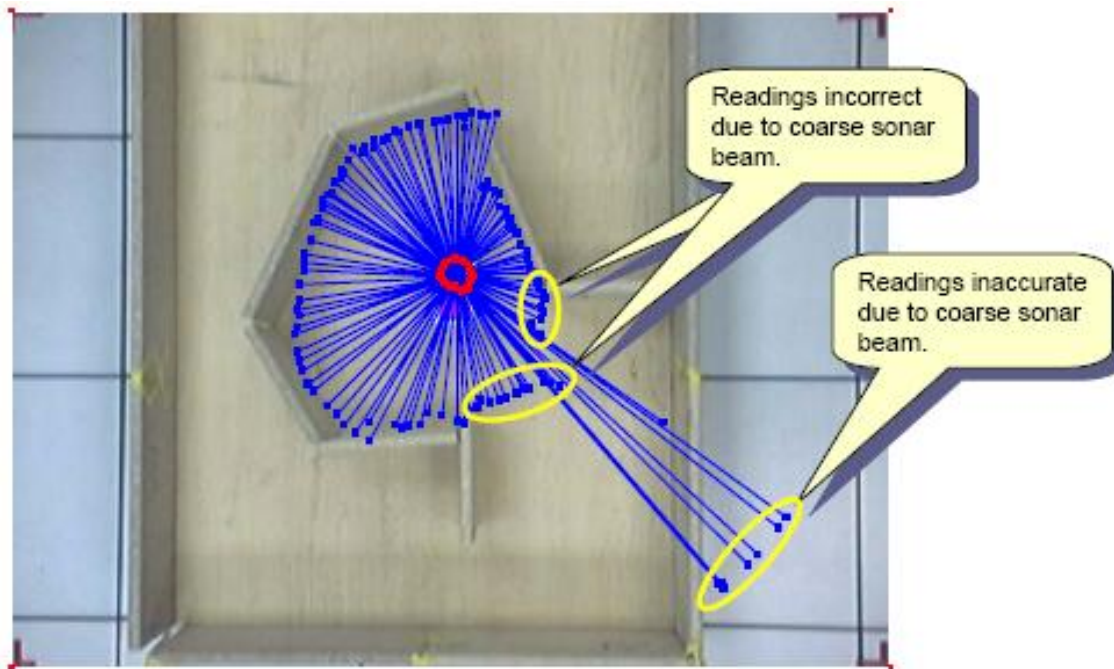 Readings incorrect
due to coarse sonar
beam.
Readings inaccurate
due to coarse sonar
beam.